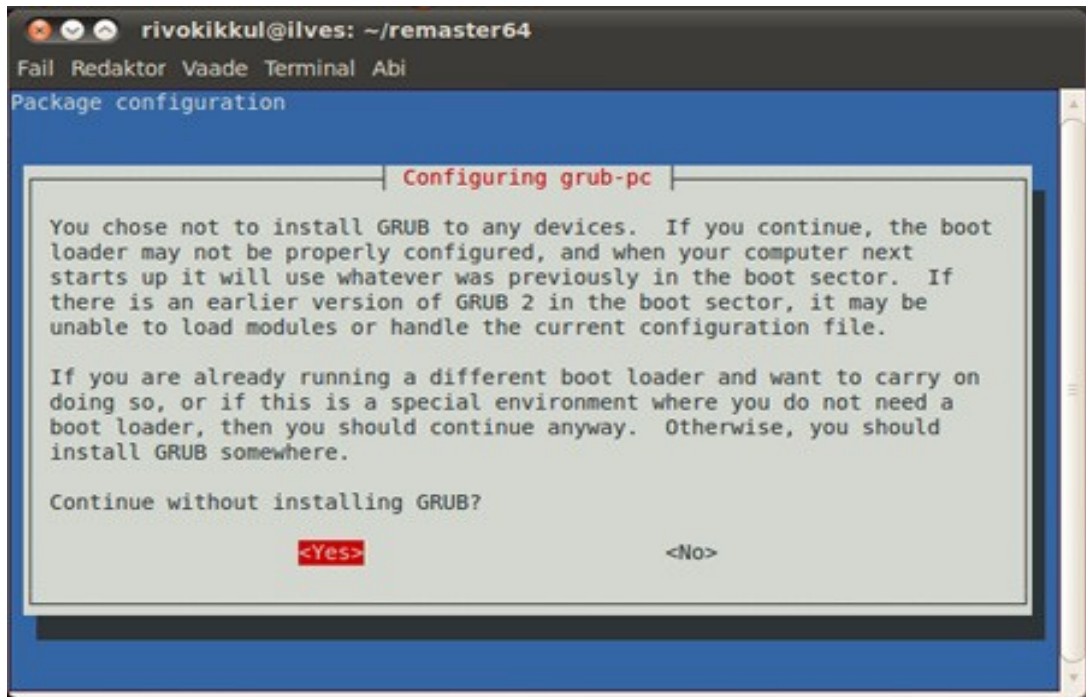 rivokikkul@ilves: ~/remaster64
Fail Redaktor Vaade Terminal Abi
Package configuration
Configuring grub-pc
You chose not to install GRUB to any devices.  If you continue, the boot
loader may not be properly configured, and when your computer next
starts up it will use whatever was previously in the boot sector.  If
there is an earlier version of GRUB 2 in the boot sector, it may be
unable to load modules or handle the current configuration file.
If you are already running a different boot loader and want to carry on
doing so, or if this is a special environment where you do not need a
boot loader, then you should continue anyway.  Otherwise, you should
install GRUB somewhere.
Continue without installing GRUB?
<Yes> <No>